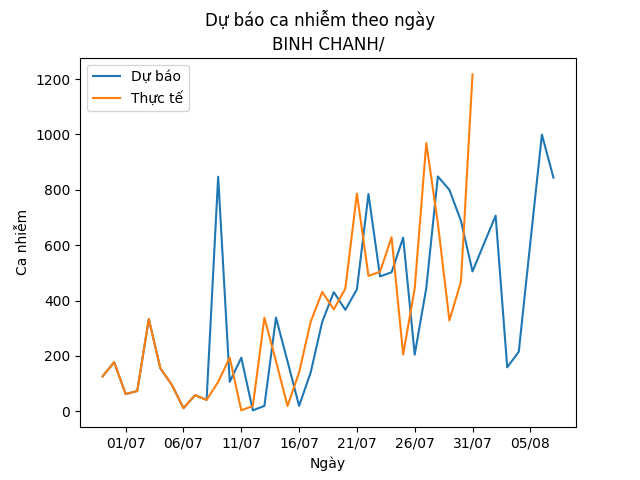 Dự báo ca nhiễm theo ngày
BINH CHANH/
Dự báo
Thực tế
Ca nhiễm
1200
1000
800
600
400
200
0
01/07 06/07 11/07 16/07 21/07 26/07 31/07 05/08
Ngày